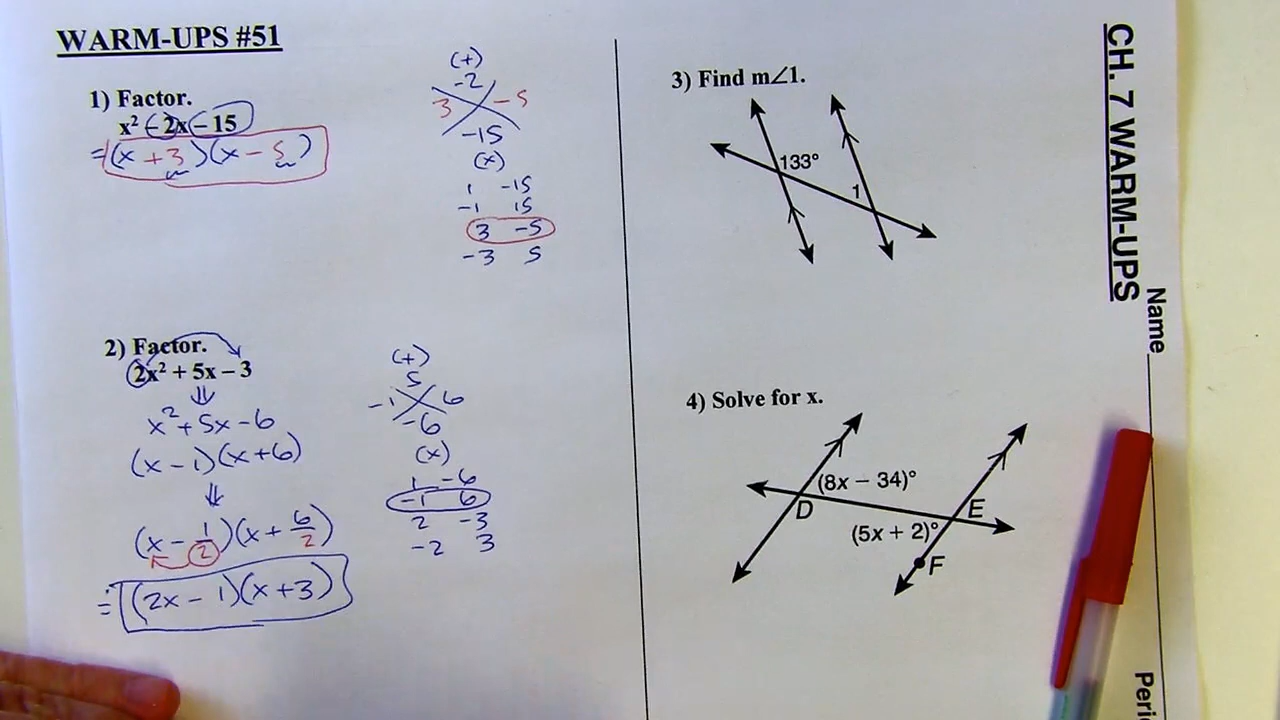 WARM-UPS #51
1) Factor.
x² – 2x – 15
= (x + 3)(x – 5)
(+)
-2
3 -5
-15
(x)
1 -15
-1 15
3 -5
-3 5
2) Factor.
2x² + 5x – 3
x² + 5x - 6
(x - 1)(x + 6)
(x - 1/2)(x + 6/2)
= (2x - 1)(x + 3)
(+)
5
-1 6
-6
(x)
1 -6
-1 6
2 -3
-2 3
3) Find m∠1.
133°
1
4) Solve for x.
(8x – 34)°
D
E
(5x + 2)°
F
CH. 7 WARM-UPS
Name